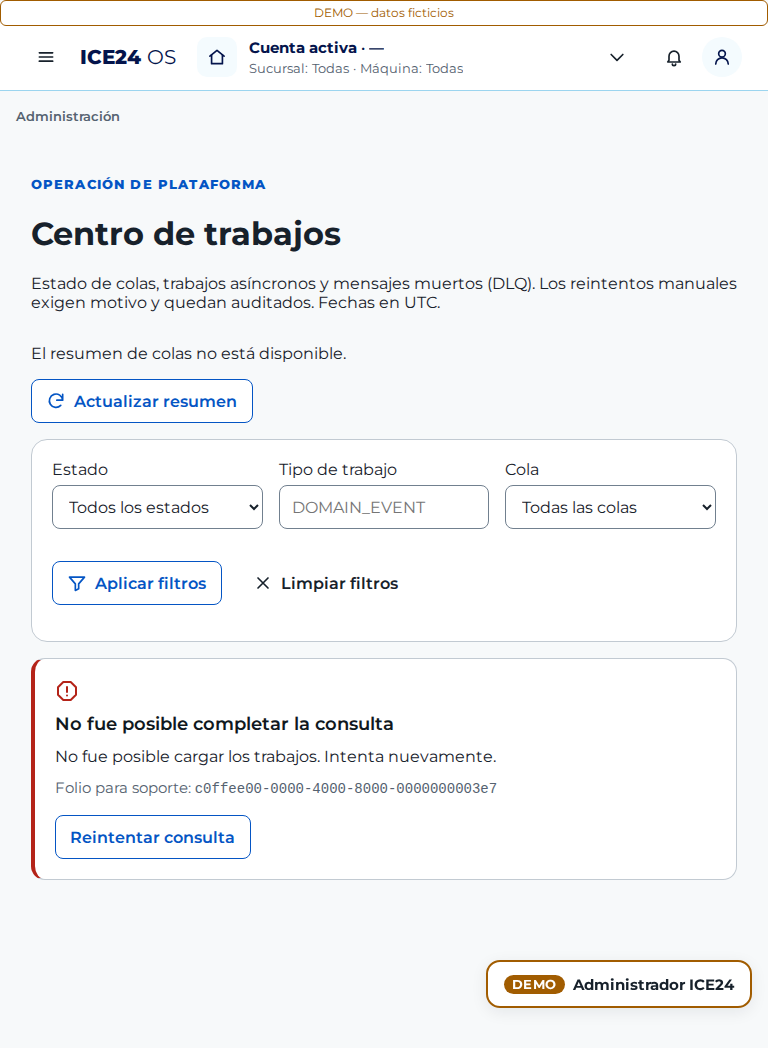 DEMO — datos ficticios
ICE24 OS
Cuenta activa · —
Sucursal: Todas · Máquina: Todas
Administración
OPERACIÓN DE PLATAFORMA
Centro de trabajos
Estado de colas, trabajos asíncronos y mensajes muertos (DLQ). Los reintentos manuales
exigen motivo y quedan auditados. Fechas en UTC.
El resumen de colas no está disponible.
Actualizar resumen
Estado Tipo de trabajo Cola
Todos los estados DOMAIN_EVENT Todas las colas
Aplicar filtros Limpiar filtros
No fue posible completar la consulta
No fue posible cargar los trabajos. Intenta nuevamente.
Folio para soporte: c0ffee00-0000-4000-8000-0000000003e7
Reintentar consulta
DEMO Administrador ICE24